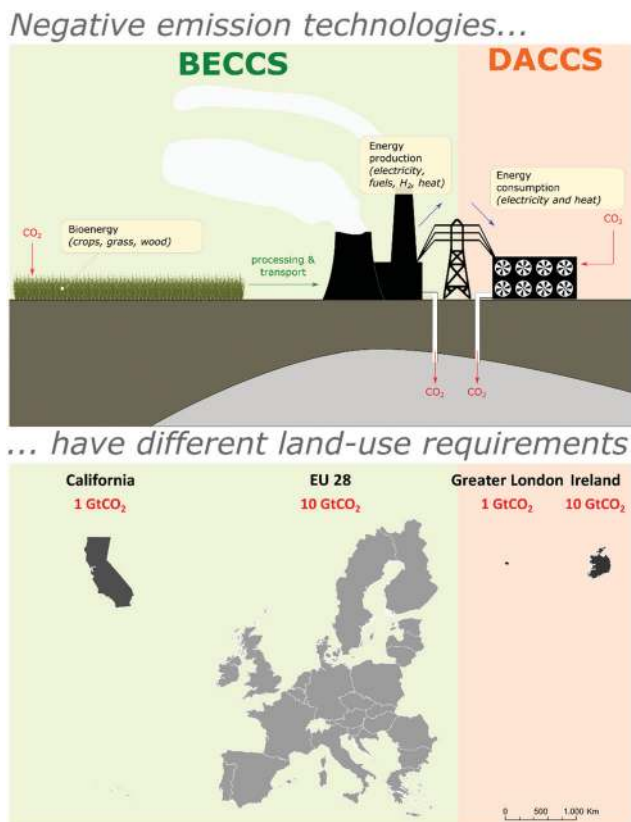 Negative emission technologies...
BECCS
DACCS
Energy
production
(electricity,
fuels, H₂, heat)
Energy
consumption
(electricity and heat)
CO₂
Bioenergy
(crops, grass, wood)
processing &
transport
CO₂
CO₂
CO₂
... have different land-use requirements
California
1 GtCO₂
EU 28
10 GtCO₂
Greater London
1 GtCO₂
Ireland
10 GtCO₂
0 500 1.000 Km